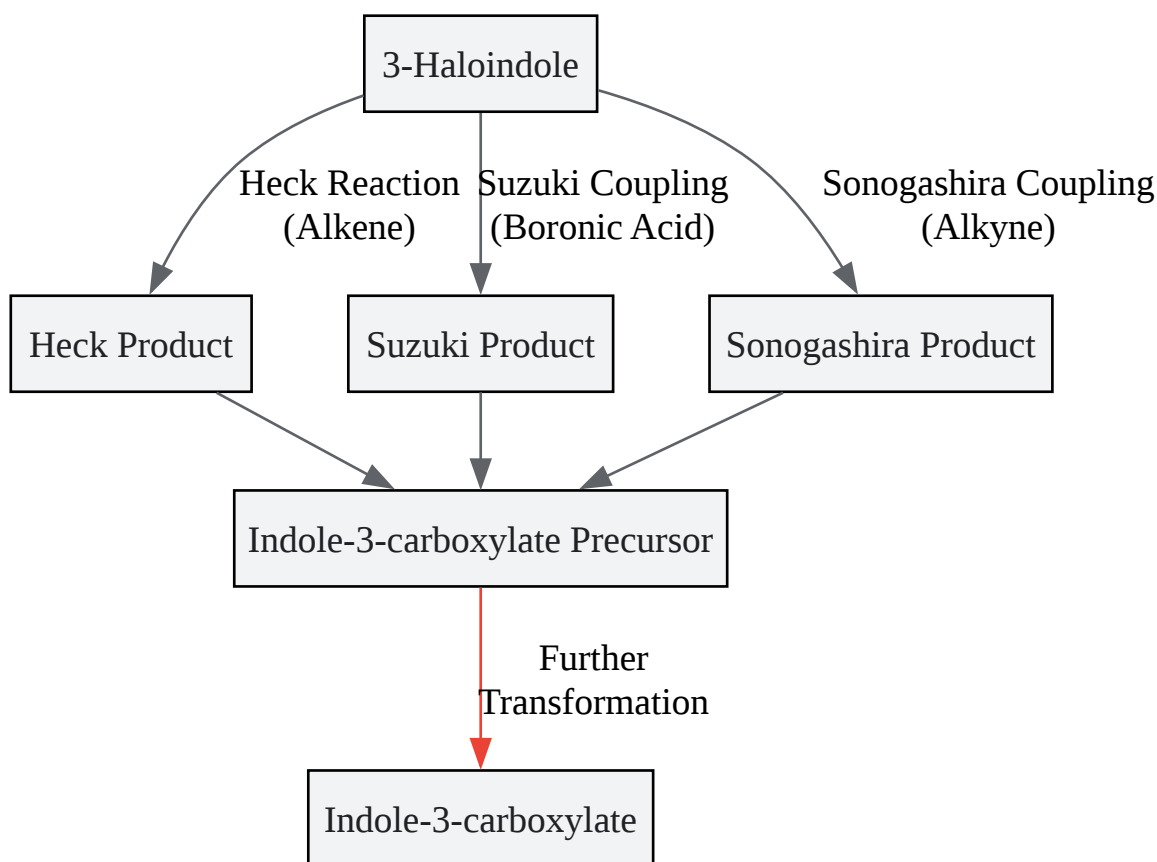 3-Haloindole
Heck Reaction
(Alkene)
Suzuki Coupling
(Boronic Acid)
Sonogashira Coupling
(Alkyne)
Heck Product
Suzuki Product
Sonogashira Product
Indole-3-carboxylate Precursor
Further
Transformation
Indole-3-carboxylate